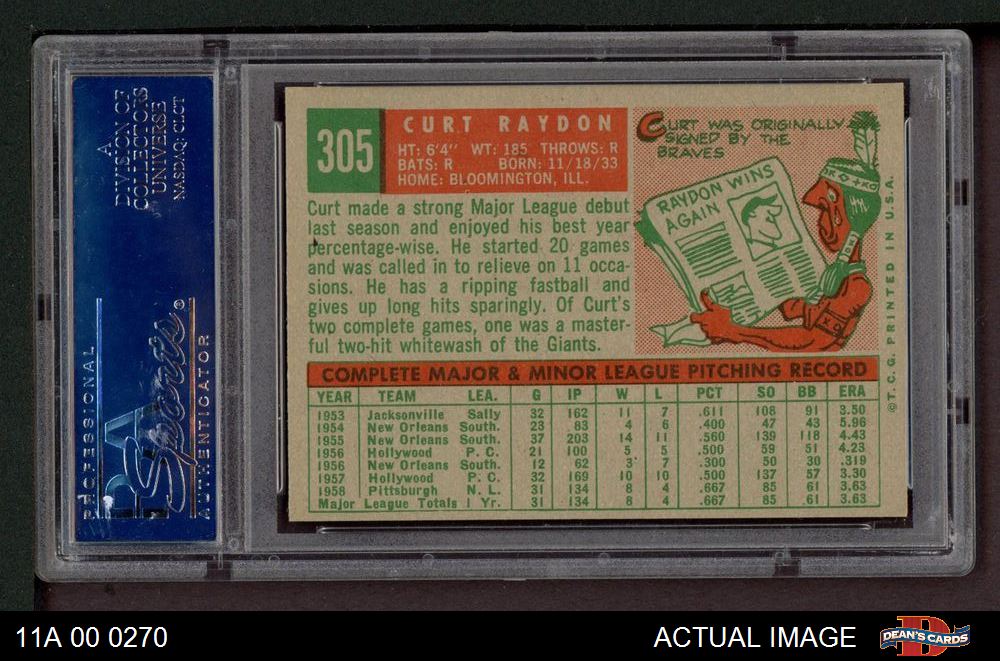 A
DIVISION OF
COLLECTORS
UNIVERSE
NASDAQ: CLCT
PROFESSIONAL
PSA
Sports®
AUTHENTICATOR
305
CURT RAYDON
HT: 6'4" WT: 185 THROWS: R
BATS: R BORN: 11/18/33
HOME: BLOOMINGTON, ILL.
Curt made a strong Major League debut
last season and enjoyed his best year
percentage-wise. He started 20 games
and was called in to relieve on 11 occa-
sions. He has a ripping fastball and
gives up long hits sparingly. Of Curt's
two complete games, one was a master-
ful two-hit whitewash of the Giants.
CURT WAS ORIGINALLY
SIGNED BY THE
BRAVES
RAYDON WINS
AGAIN
©T.C.G. PRINTED IN U.S.A.
COMPLETE MAJOR & MINOR LEAGUE PITCHING RECORD
YEAR TEAM LEA. G IP W L PCT SO BB ERA
1953 Jacksonville Sally 32 162 11 7 .611 108 91 3.50
1954 New Orleans South. 23 83 4 6 .400 47 43 5.96
1955 New Orleans South. 37 203 14 11 .560 139 118 4.43
1956 Hollywood P. C. 21 100 5 5 .500 59 51 4.23
1956 New Orleans South. 12 62 3 7 .300 50 30 .319
1957 Hollywood P. C. 32 169 10 10 .500 137 57 3.30
1958 Pittsburgh N. L. 31 134 8 4 .667 85 61 3.63
Major League Totals 1 Yr. 31 134 8 4 .667 85 61 3.63
11A 00 0270
ACTUAL IMAGE
DEAN'S CARDS